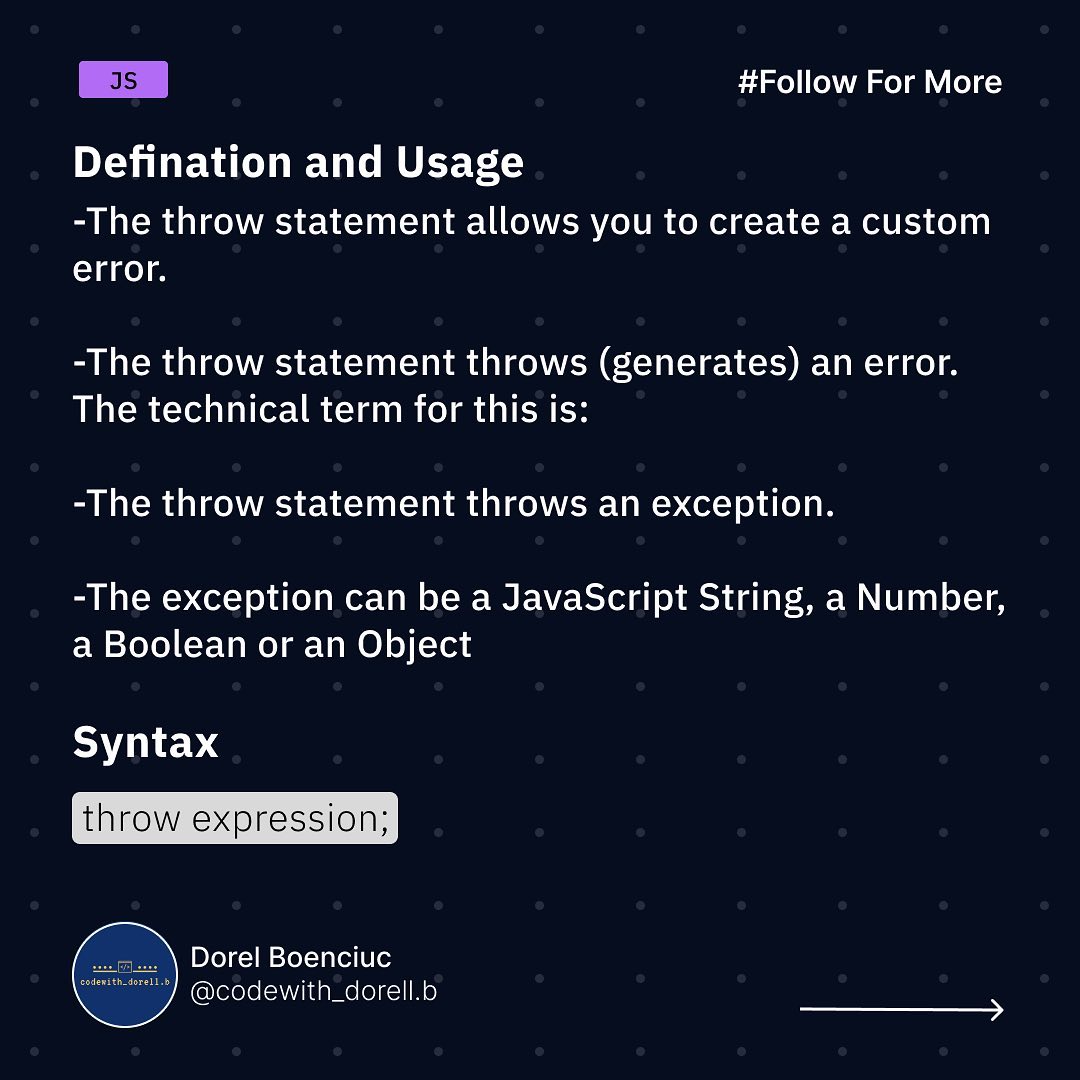 JS
#Follow For More
Defination and Usage
-The throw statement allows you to create a custom
error.
-The throw statement throws (generates) an error.
The technical term for this is:
-The throw statement throws an exception.
-The exception can be a JavaScript String, a Number,
a Boolean or an Object
Syntax
throw expression;
</>
codewith_dorell.b
Dorel Boenciuc
@codewith_dorell.b